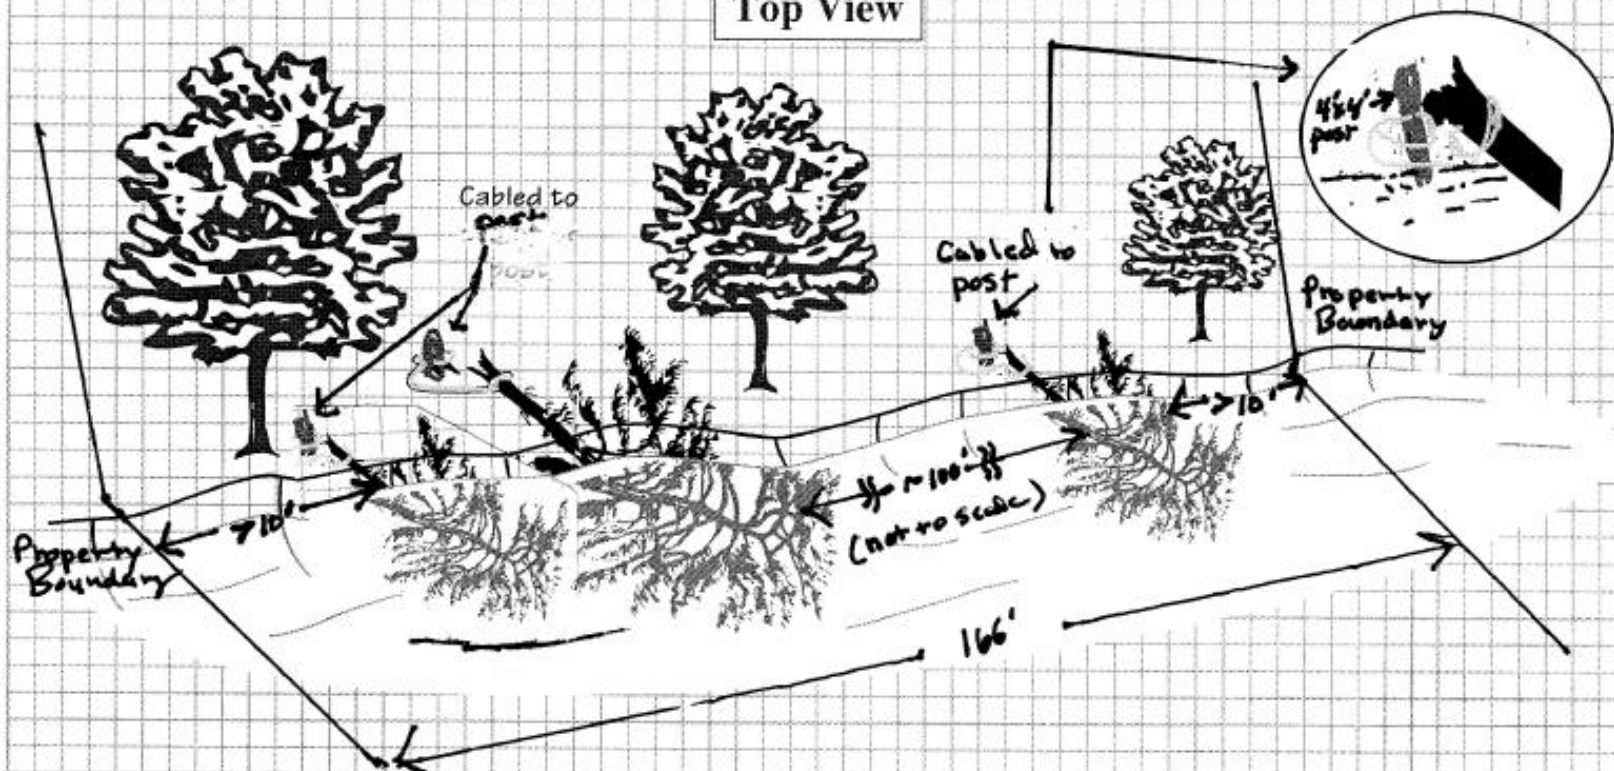 Top View
4'x4'
post
Cabled to
post
Cabled to
post
Property
Boundary
>10'
~100'
(not to scale)
>10'
Property
Boundary
166'